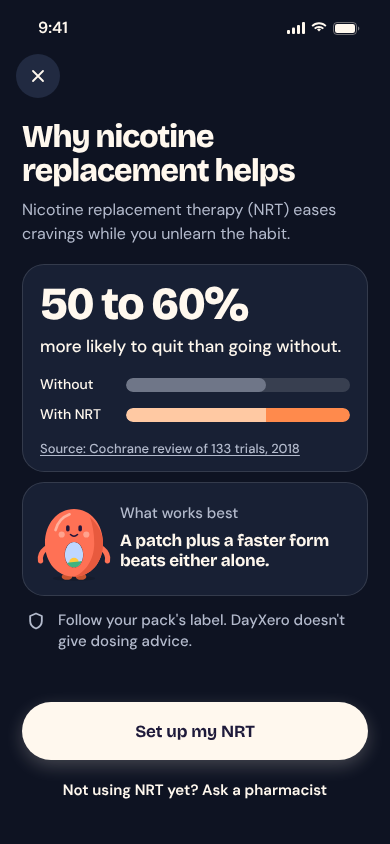 9:41
Why nicotine
replacement helps
Nicotine replacement therapy (NRT) eases
cravings while you unlearn the habit.
50 to 60%
more likely to quit than going without.
Without
With NRT
Source: Cochrane review of 133 trials, 2018
What works best
A patch plus a faster form
beats either alone.
Follow your pack's label. DayXero doesn't
give dosing advice.
Set up my NRT
Not using NRT yet? Ask a pharmacist